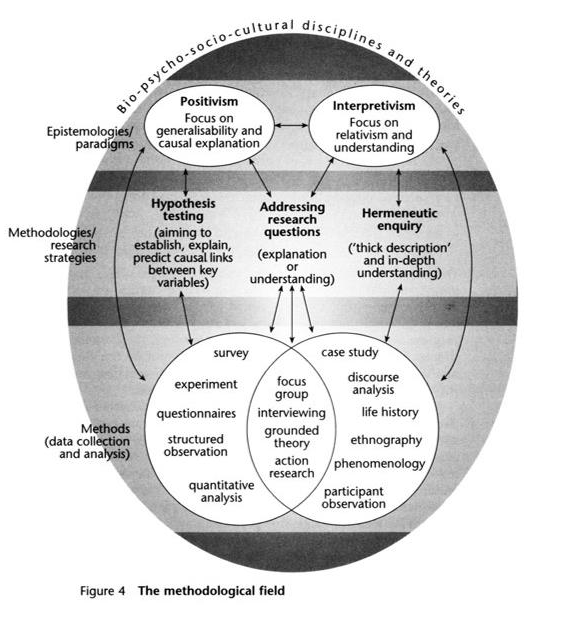 Bio-psycho-socio-cultural disciplines and theories
Epistemologies/
paradigms
Positivism
Focus on
generalisability and
causal explanation
Interpretivism
Focus on
relativism and
understanding
Methodologies/
research
strategies
Hypothesis
testing
(aiming to
establish, explain,
predict causal links
between key
variables)
Addressing
research
questions
(explanation
or
understanding)
Hermeneutic
enquiry
('thick description'
and in-depth
understanding)
Methods
(data collection
and analysis)
survey
experiment
questionnaires
structured
observation
quantitative
analysis
focus
group
interviewing
grounded
theory
action
research
case study
discourse
analysis
life history
ethnography
phenomenology
participant
observation
Figure 4 The methodological field